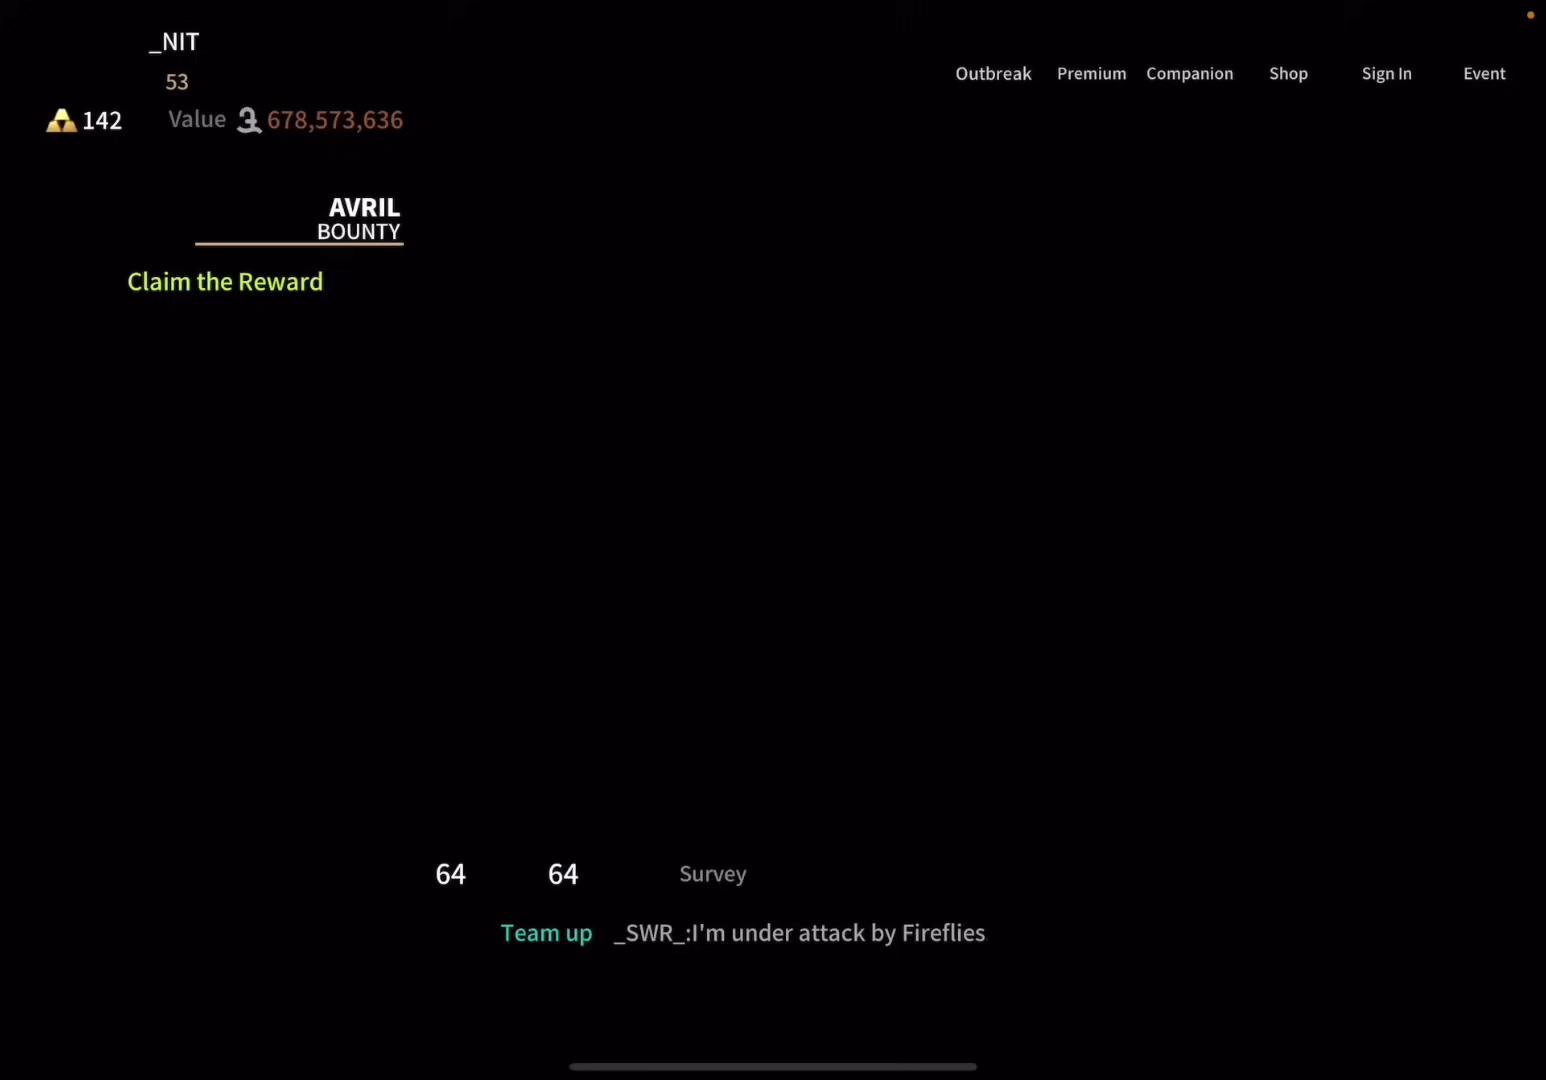 _NIT
53
142 Value 678,573,636
Outbreak Premium Companion Shop Sign In Event
AVRIL
BOUNTY
Claim the Reward
64 64 Survey
Team up _SWR_:I'm under attack by Fireflies